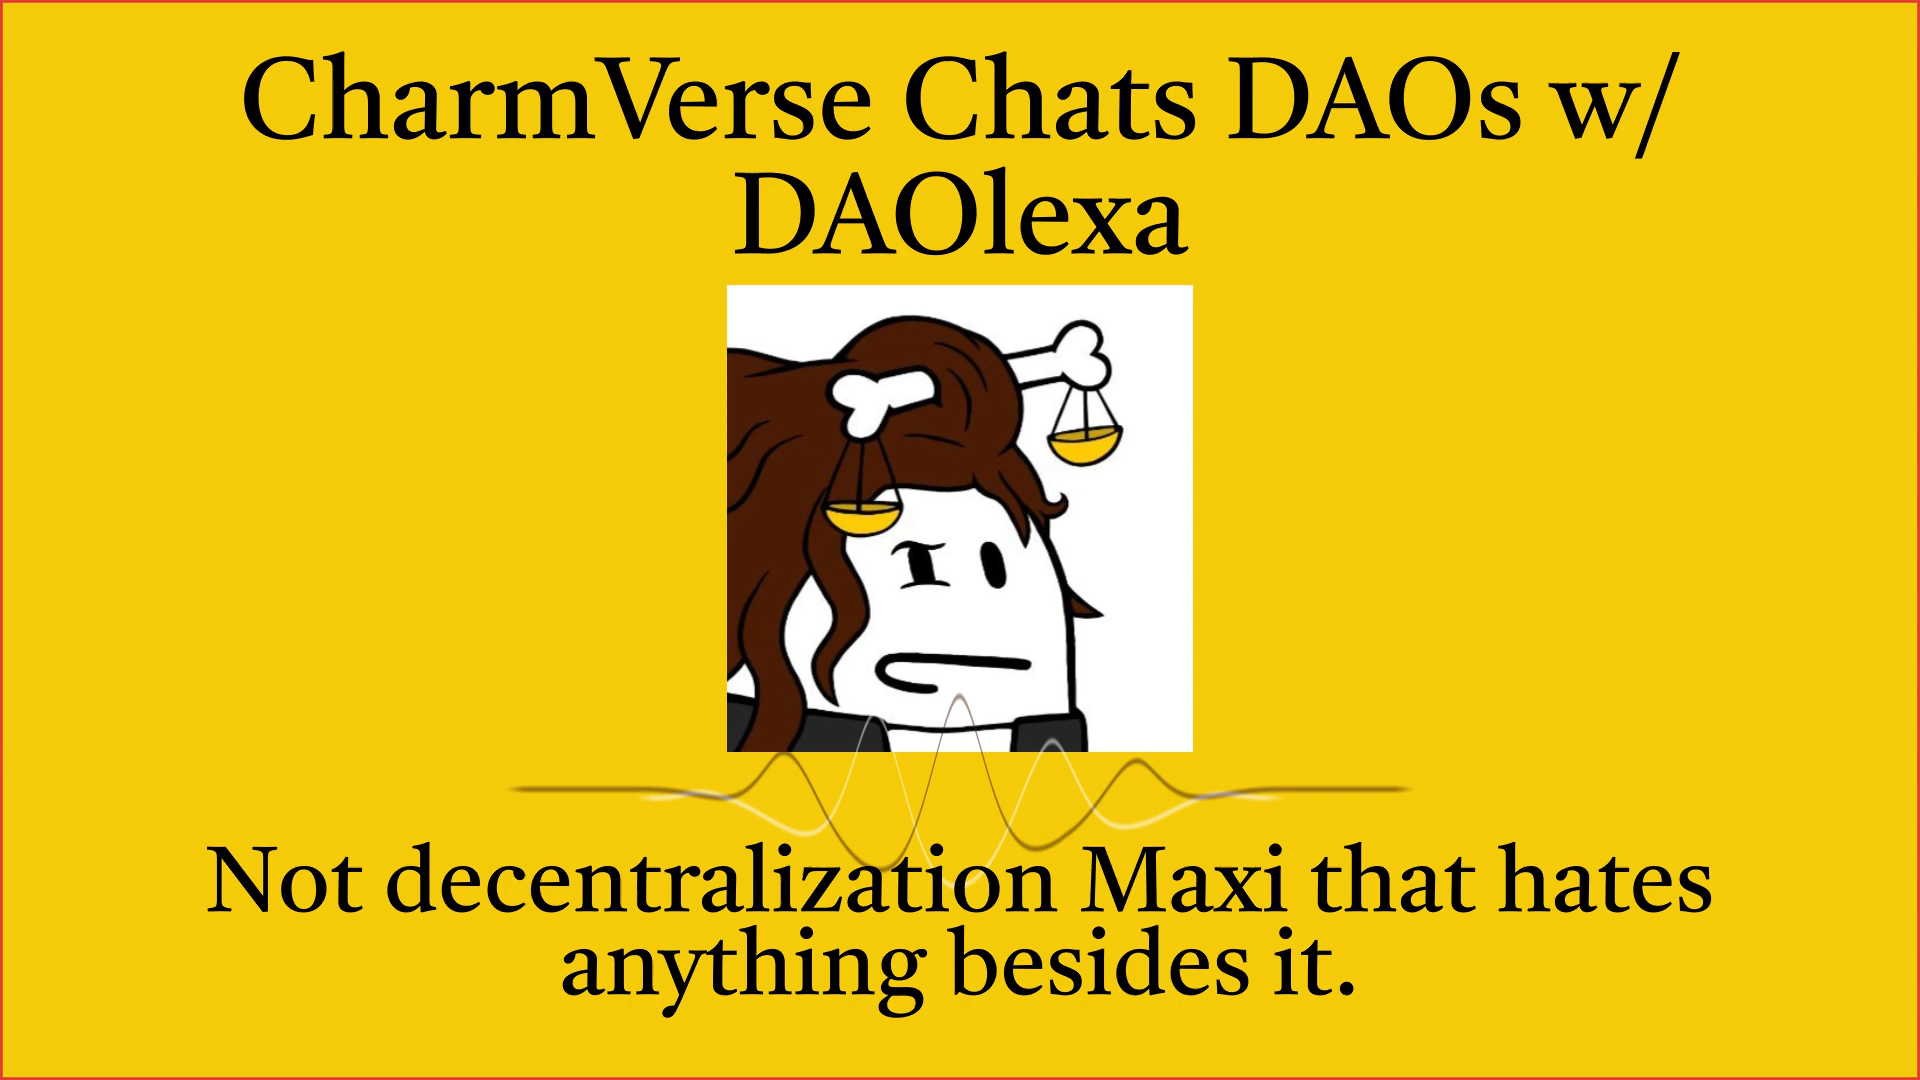 CharmVerse Chats DAOs w/
DAOlexa
Not decentralization Maxi that hates
anything besides it.